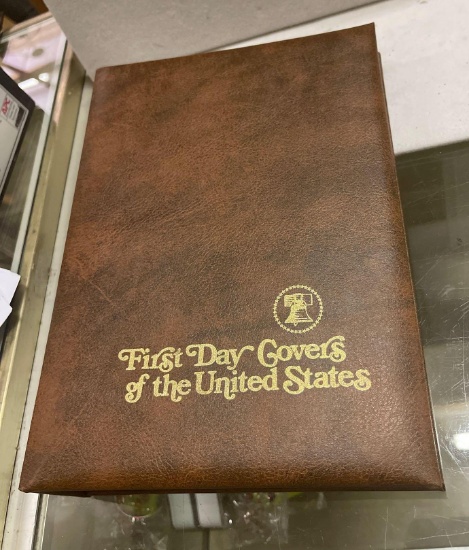 First Day Covers
of the United States